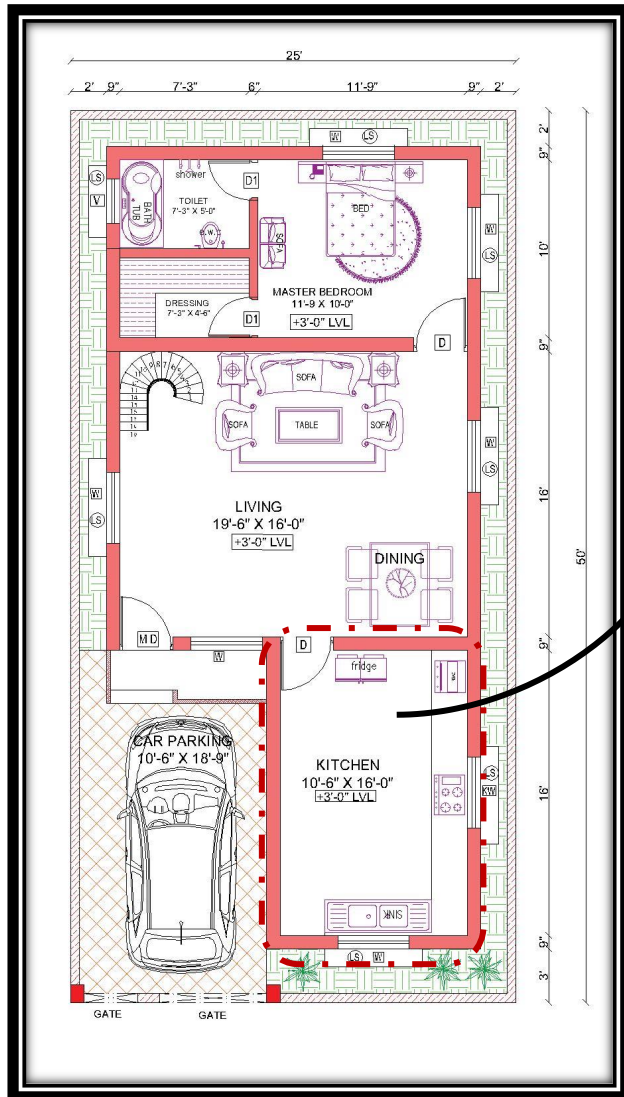 25'
2' 9" 7'-3" 6" 11'-9" 9" 2'
W LS
2'
9"
shower
D1
LS
V
TOILET
7'-3" X 5'-0"
BATH TUB
e.w.c
SOFA
BED
W
LS
10'
MASTER BEDROOM
11'-9 X 10'-0"
+3'-0" LVL
DRESSING
7'-3" X 4'-6"
D1
D
9"
SOFA
SOFA
TABLE
SOFA
W
LS
16'
W
LS
LIVING
19'-6" X 16'-0"
+3'-0" LVL
DINING
50'
MD
W
D
9"
fridge
CAR PARKING
10'-6" X 18'-9"
KITCHEN
10'-6" X 16'-0"
+3'-0" LVL
LS
KW
16'
SINK
LS W
9"
3'
GATE GATE